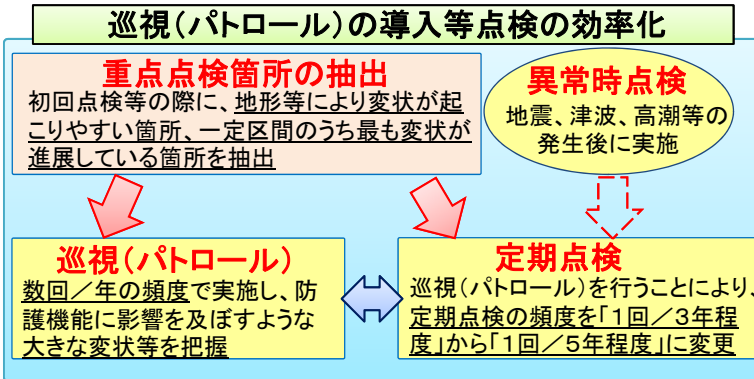 巡視（パトロール）の導入等点検の効率化
重点点検箇所の抽出
初回点検等の際に、地形等により変状が起
こりやすい箇所、一定区間のうち最も変状が
進展している箇所を抽出
異常時点検
地震、津波、高潮等の
発生後に実施
巡視（パトロール）
数回／年の頻度で実施し、防
護機能に影響を及ぼすような
大きな変状等を把握
定期点検
巡視（パトロール）を行うことにより、
定期点検の頻度を「1回／3年程
度」から「1回／5年程度」に変更